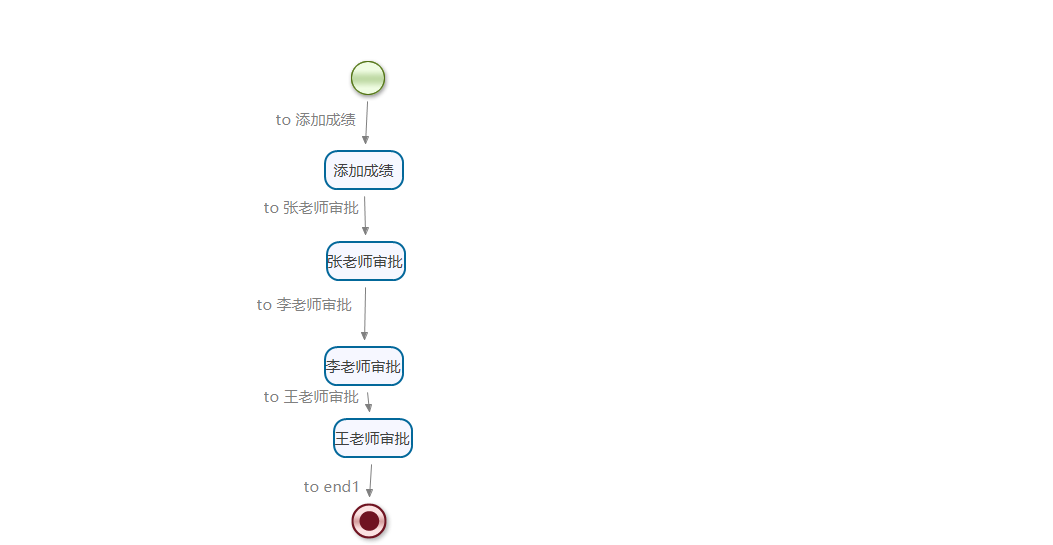 to 添加成绩
添加成绩
to 张老师审批
张老师审批
to 李老师审批
李老师审批
to 王老师审批
王老师审批
to end1